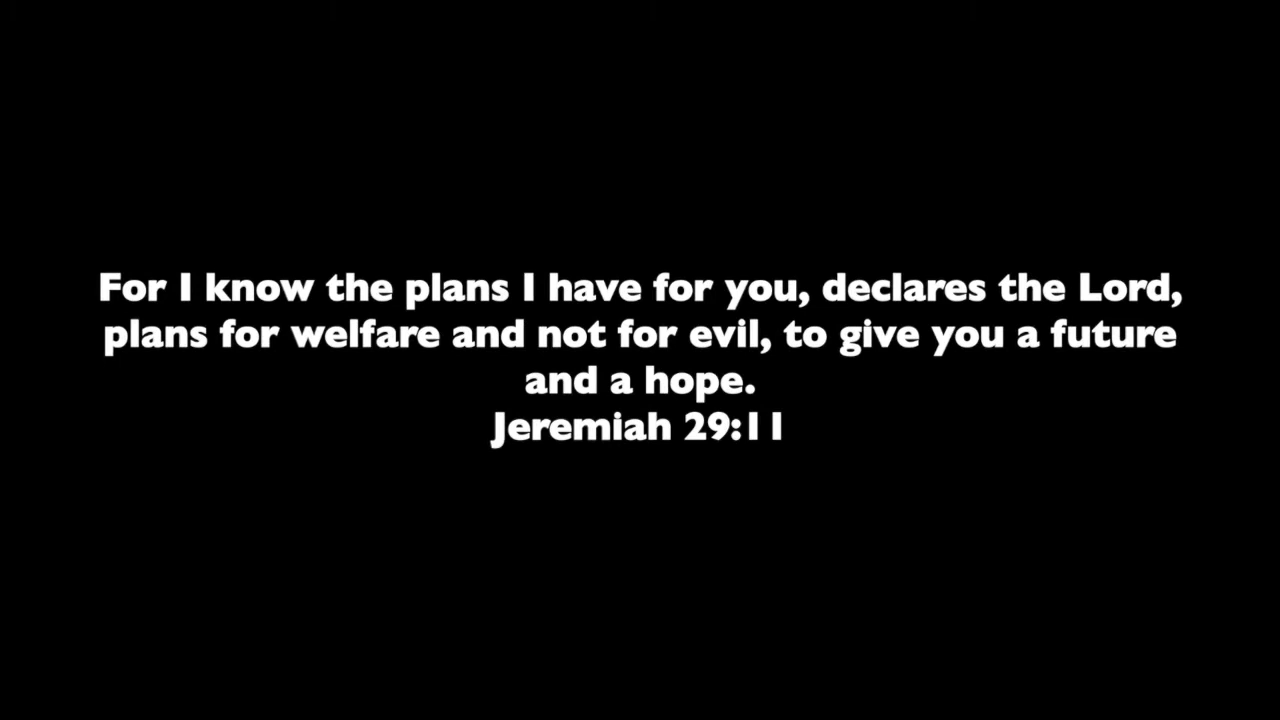 For I know the plans I have for you, declares the Lord,
plans for welfare and not for evil, to give you a future
and a hope.
Jeremiah 29:11